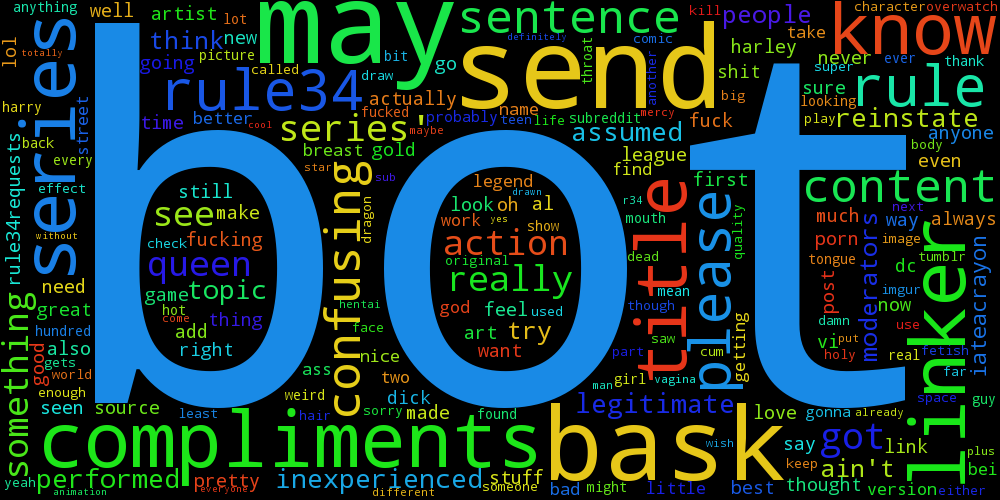 bot
anything
well
artist
lot
may
sentence
kill
people
character
overwatch
lol
totally
think
new
definitely
send
throat
comic
take
know
series
going
picture
called
bit
go
harley
never
ever
thank
harry
street
rule34
draw
another
shit
super
rule
back
better
actually
fucked
name
big
sure
looking
every
time
cool
series'
maybe
probably
teen
life
subreddit
mercy
fuck
play
reinstate
rule34requests
breast
gold
assumed
anyone
effect
star
sub
league
body
without
still
confusing
dragon
legend
drawn
find
first
even
content
see
make
look
oh
al
r34
quality
next
need
check
fucking
work
yes
show
mouth
title
please
much
way
always
great
queen
action
dead
porn
moderators
image
hundred
game
topic
original
really
though
mean
tongue
dc
tumblr
also
hot
hentai
god
feel
used
saw
post
imgur
something
good
come
thing
face
art
try
damn
now
linker
iateacrayon
gets
add
want
part
cum
getting
vi
put
use
world
right
nice
holy
real
fetish
enough
ass
two
man
girl
vagina
far
seen
source
least
weird
dick
legitimate
love
gonna
already
space
guy
hair
sorry
made
found
wish
say
got
link
plus
compliments
bask
keep
ain't
bei
yeah
performed
pretty
inexperienced
stuff
someone
bad
might
little
best
thought
version
either
animation
everyone
different